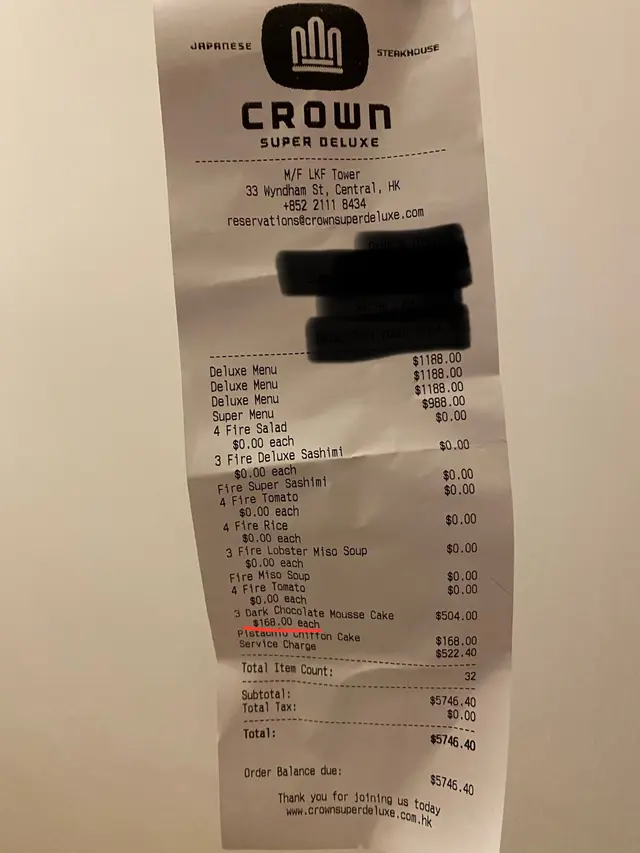 JAPANESE STEAKHOUSE
CROWN
SUPER DELUXE
M/F LKF Tower
33 Wyndham St, Central, HK
+852 2111 8434
reservations@crownsuperdeluxe.com
Deluxe Menu $1188.00
Deluxe Menu $1188.00
Deluxe Menu $1188.00
Super Menu $988.00
4 Fire Salad $0.00
$0.00 each
3 Fire Deluxe Sashimi $0.00
$0.00 each
Fire Super Sashimi $0.00
4 Fire Tomato $0.00
$0.00 each
4 Fire Rice $0.00
$0.00 each
3 Fire Lobster Miso Soup $0.00
$0.00 each
Fire Miso Soup $0.00
4 Fire Tomato $0.00
$0.00 each
3 Dark Chocolate Mousse Cake $504.00
$168.00 each
Pistachio Chiffon Cake $168.00
Service Charge $522.40
Total Item Count: 32
Subtotal: $5746.40
Total Tax: $0.00
Total: $5746.40
Order Balance due: $5746.40
Thank you for joining us today
www.crownsuperdeluxe.com.hk